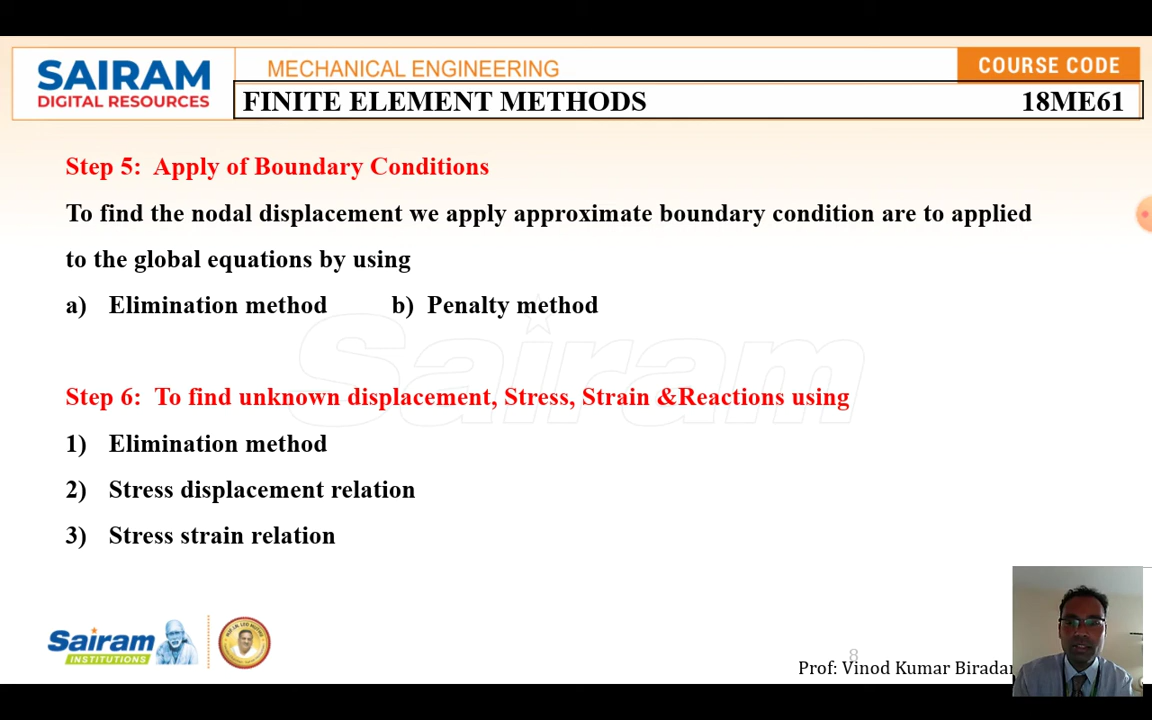 SAIRAM
DIGITAL RESOURCES
MECHANICAL ENGINEERING
COURSE CODE
FINITE ELEMENT METHODS 18ME61
Step 5: Apply of Boundary Conditions
To find the nodal displacement we apply approximate boundary condition are to applied
to the global equations by using
a) Elimination method b) Penalty method
Sairam
Step 6: To find unknown displacement, Stress, Strain &Reactions using
1) Elimination method
2) Stress displacement relation
3) Stress strain relation
Sairam
INSTITUTIONS
8
Prof: Vinod Kumar Biradar